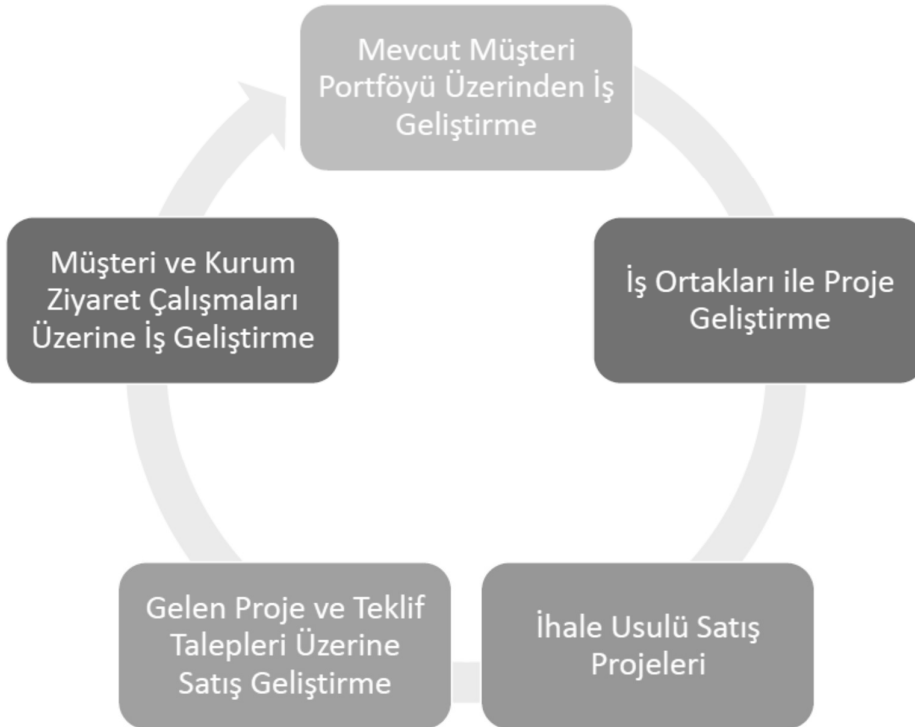 Mevcut Müşteri
Portföyü Üzerinden İş
Geliştirme
İş Ortakları ile Proje
Geliştirme
İhale Usulü Satış
Projeleri
Gelen Proje ve Teklif
Talepleri Üzerine
Satış Geliştirme
Müşteri ve Kurum
Ziyaret Çalışmaları
Üzerine İş Geliştirme